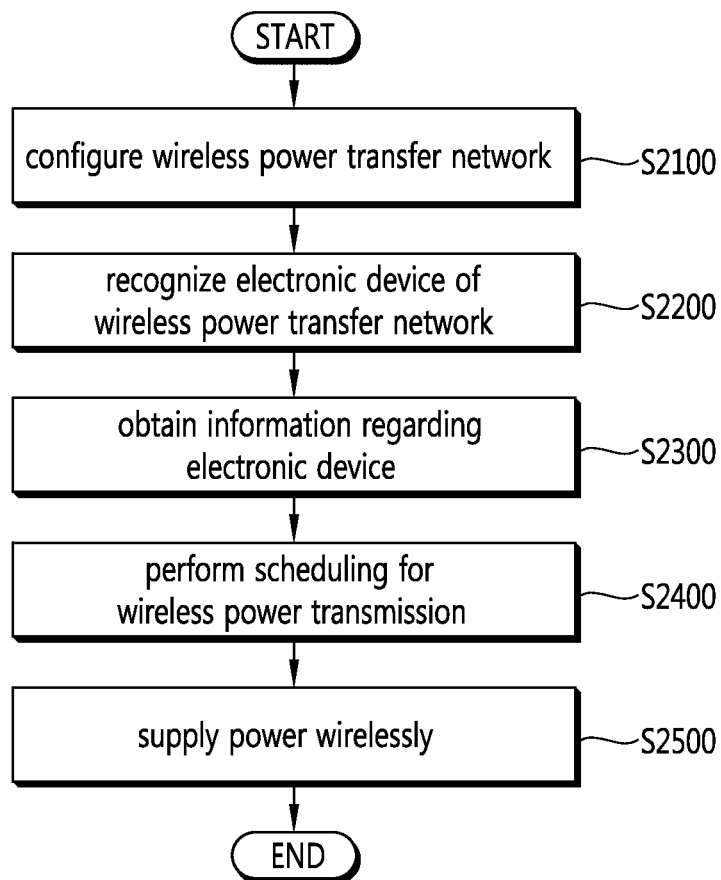 START
configure wireless power transfer network
S2100
recognize electronic device of
wireless power transfer network
S2200
obtain information regarding
electronic device
S2300
perform scheduling for
wireless power transmission
S2400
supply power wirelessly
S2500
END